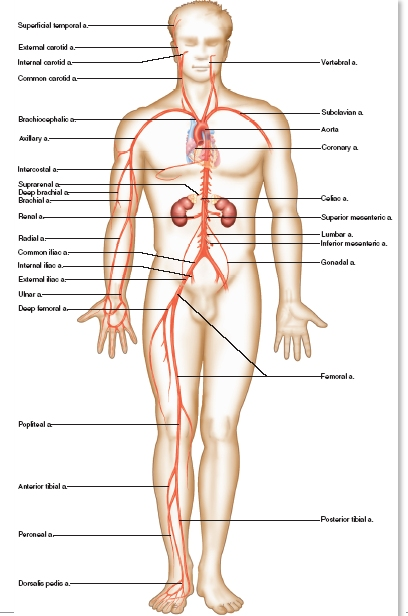 Superficial temporal a.
External carotid a.
Internal carotid a.
Common carotid a.
Brachiocephalic a.
Axillary a.
Intercostal a.
Suprarenal a.
Deep brachial a.
Brachial a.
Renal a.
Radial a.
Common iliac a.
Internal iliac a.
External iliac a.
Ulnar a.
Deep femoral a.
Popliteal a.
Anterior tibial a.
Peroneal a.
Dorsalis pedis a.
Vertebral a.
Subclavian a.
Aorta
Coronary a.
Celiac a.
Superior mesenteric a.
Lumbar a.
Inferior mesenteric a.
Gonadal a.
Femoral a.
Posterior tibial a.